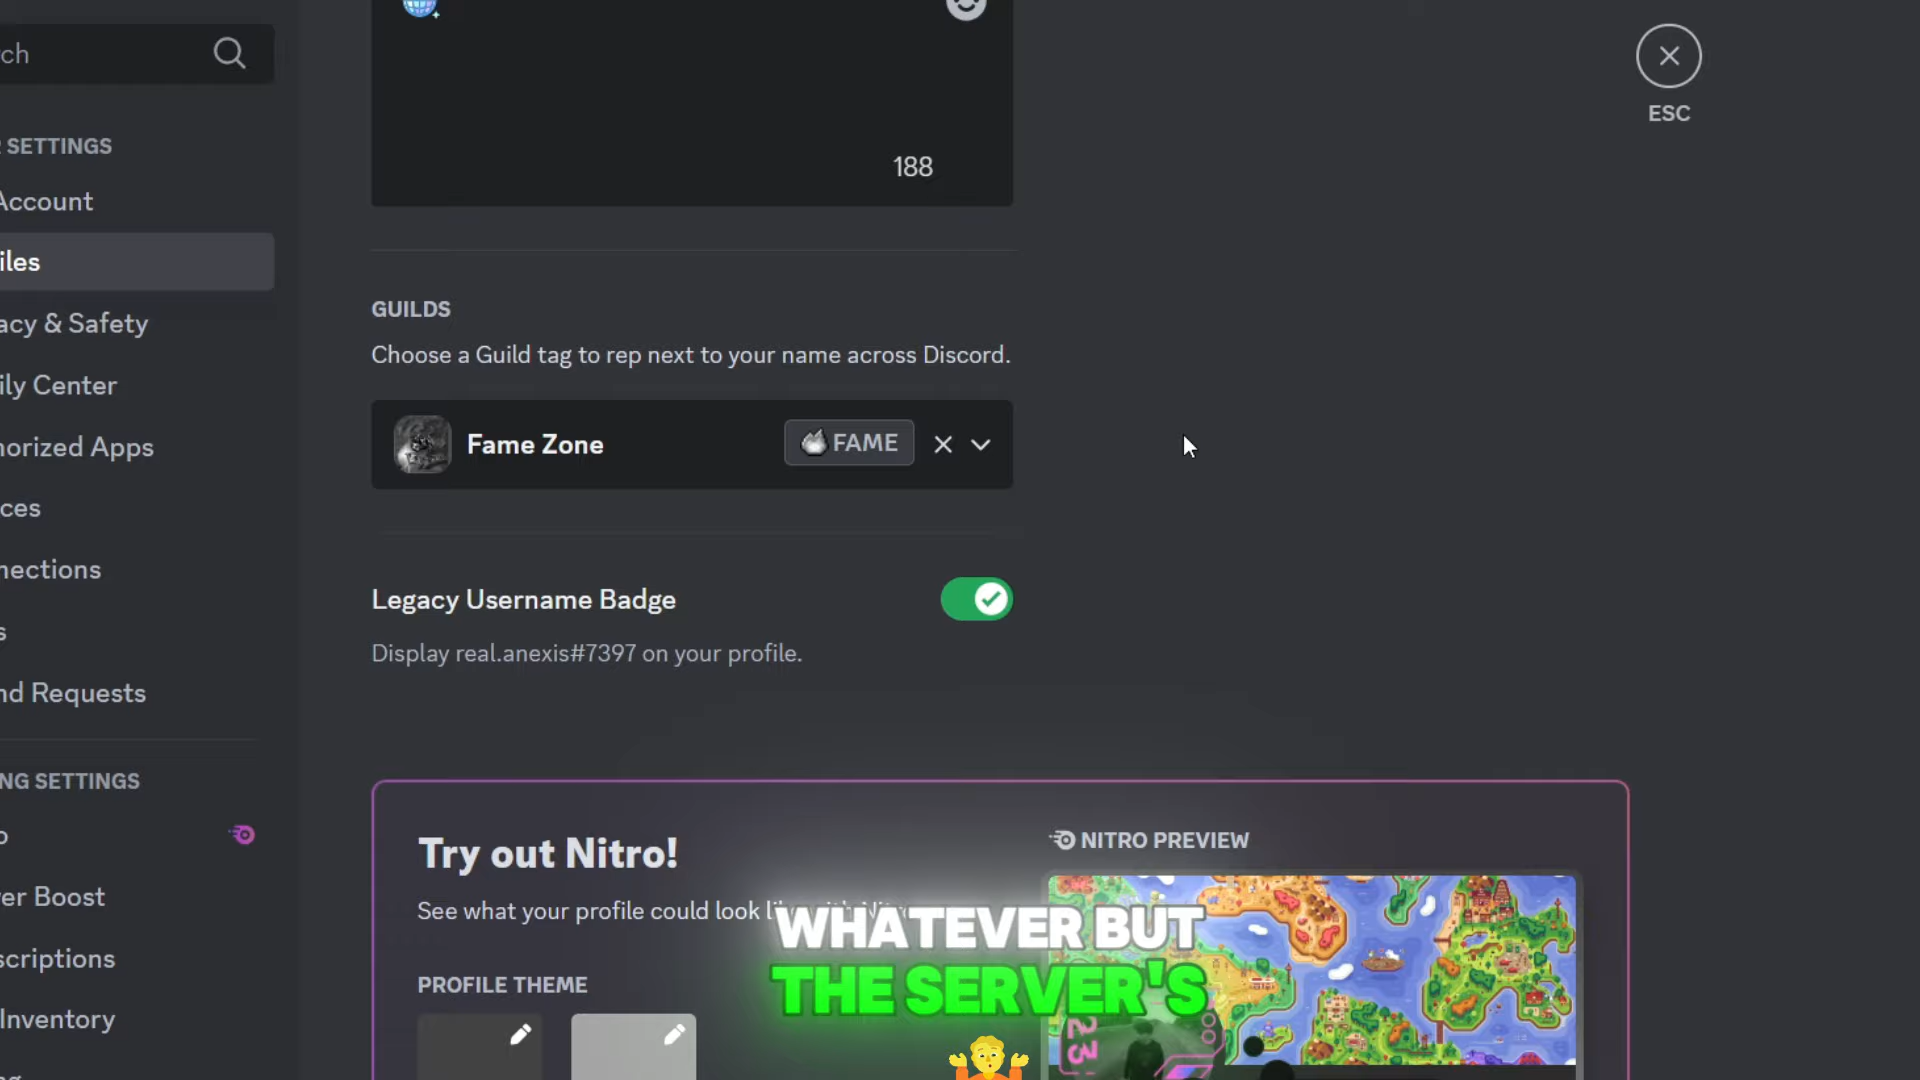 ch
SETTINGS
Account
iles
acy & Safety
ily Center
horized Apps
ces
nections
s
nd Requests
NG SETTINGS
o
er Boost
scriptions
Inventory
188
GUILDS
Choose a Guild tag to rep next to your name across Discord.
Fame Zone
FAME
Legacy Username Badge
Display real.anexis#7397 on your profile.
Try out Nitro!
See what your profile could look
PROFILE THEME
NITRO PREVIEW
WHATEVER BUT
THE SERVER'S
ESC